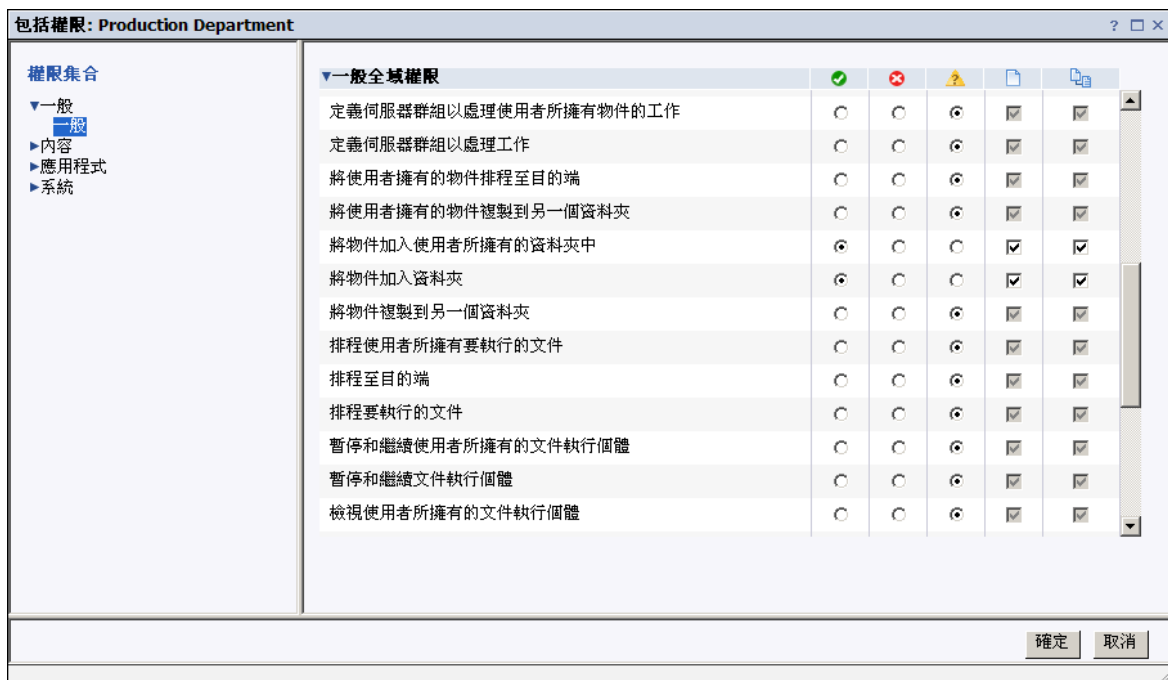 包括權限: Production Department
?
權限集合
▼一般
一般
►內容
►應用程式
►系統
▼一般全域權限
定義伺服器群組以處理使用者所擁有物件的工作
定義伺服器群組以處理工作
將使用者擁有的物件排程至目的端
將使用者擁有的物件複製到另一個資料夾
將物件加入使用者所擁有的資料夾中
將物件加入資料夾
將物件複製到另一個資料夾
排程使用者所擁有要執行的文件
排程至目的端
排程要執行的文件
暫停和繼續使用者所擁有的文件執行個體
暫停和繼續文件執行個體
檢視使用者所擁有的文件執行個體
確定
取消